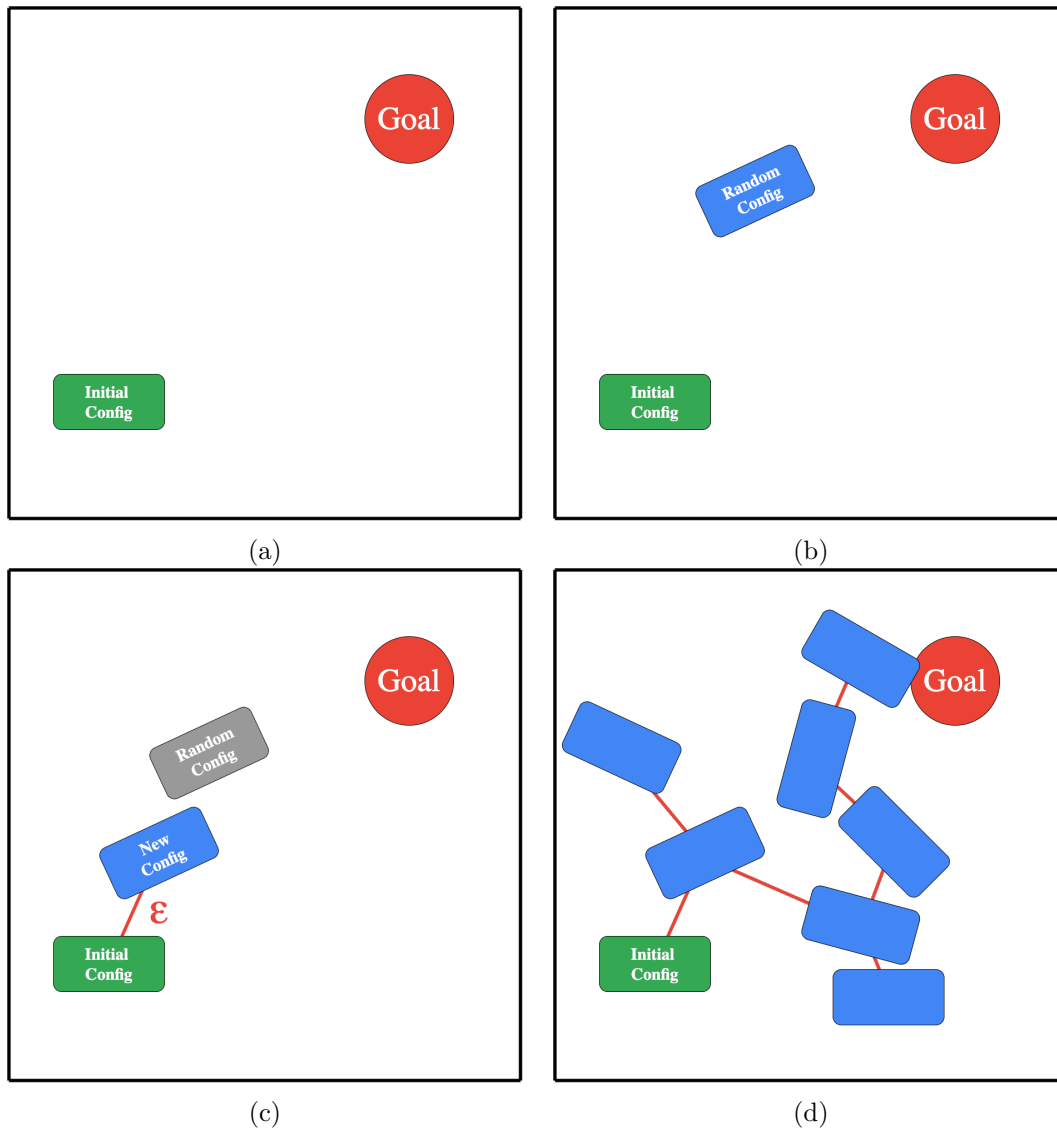 Goal
Initial
Config
(a)
Goal
Random
Config
Initial
Config
(b)
Goal
Random
Config
New
Config
ε
Initial
Config
(c)
Goal
Initial
Config
(d)